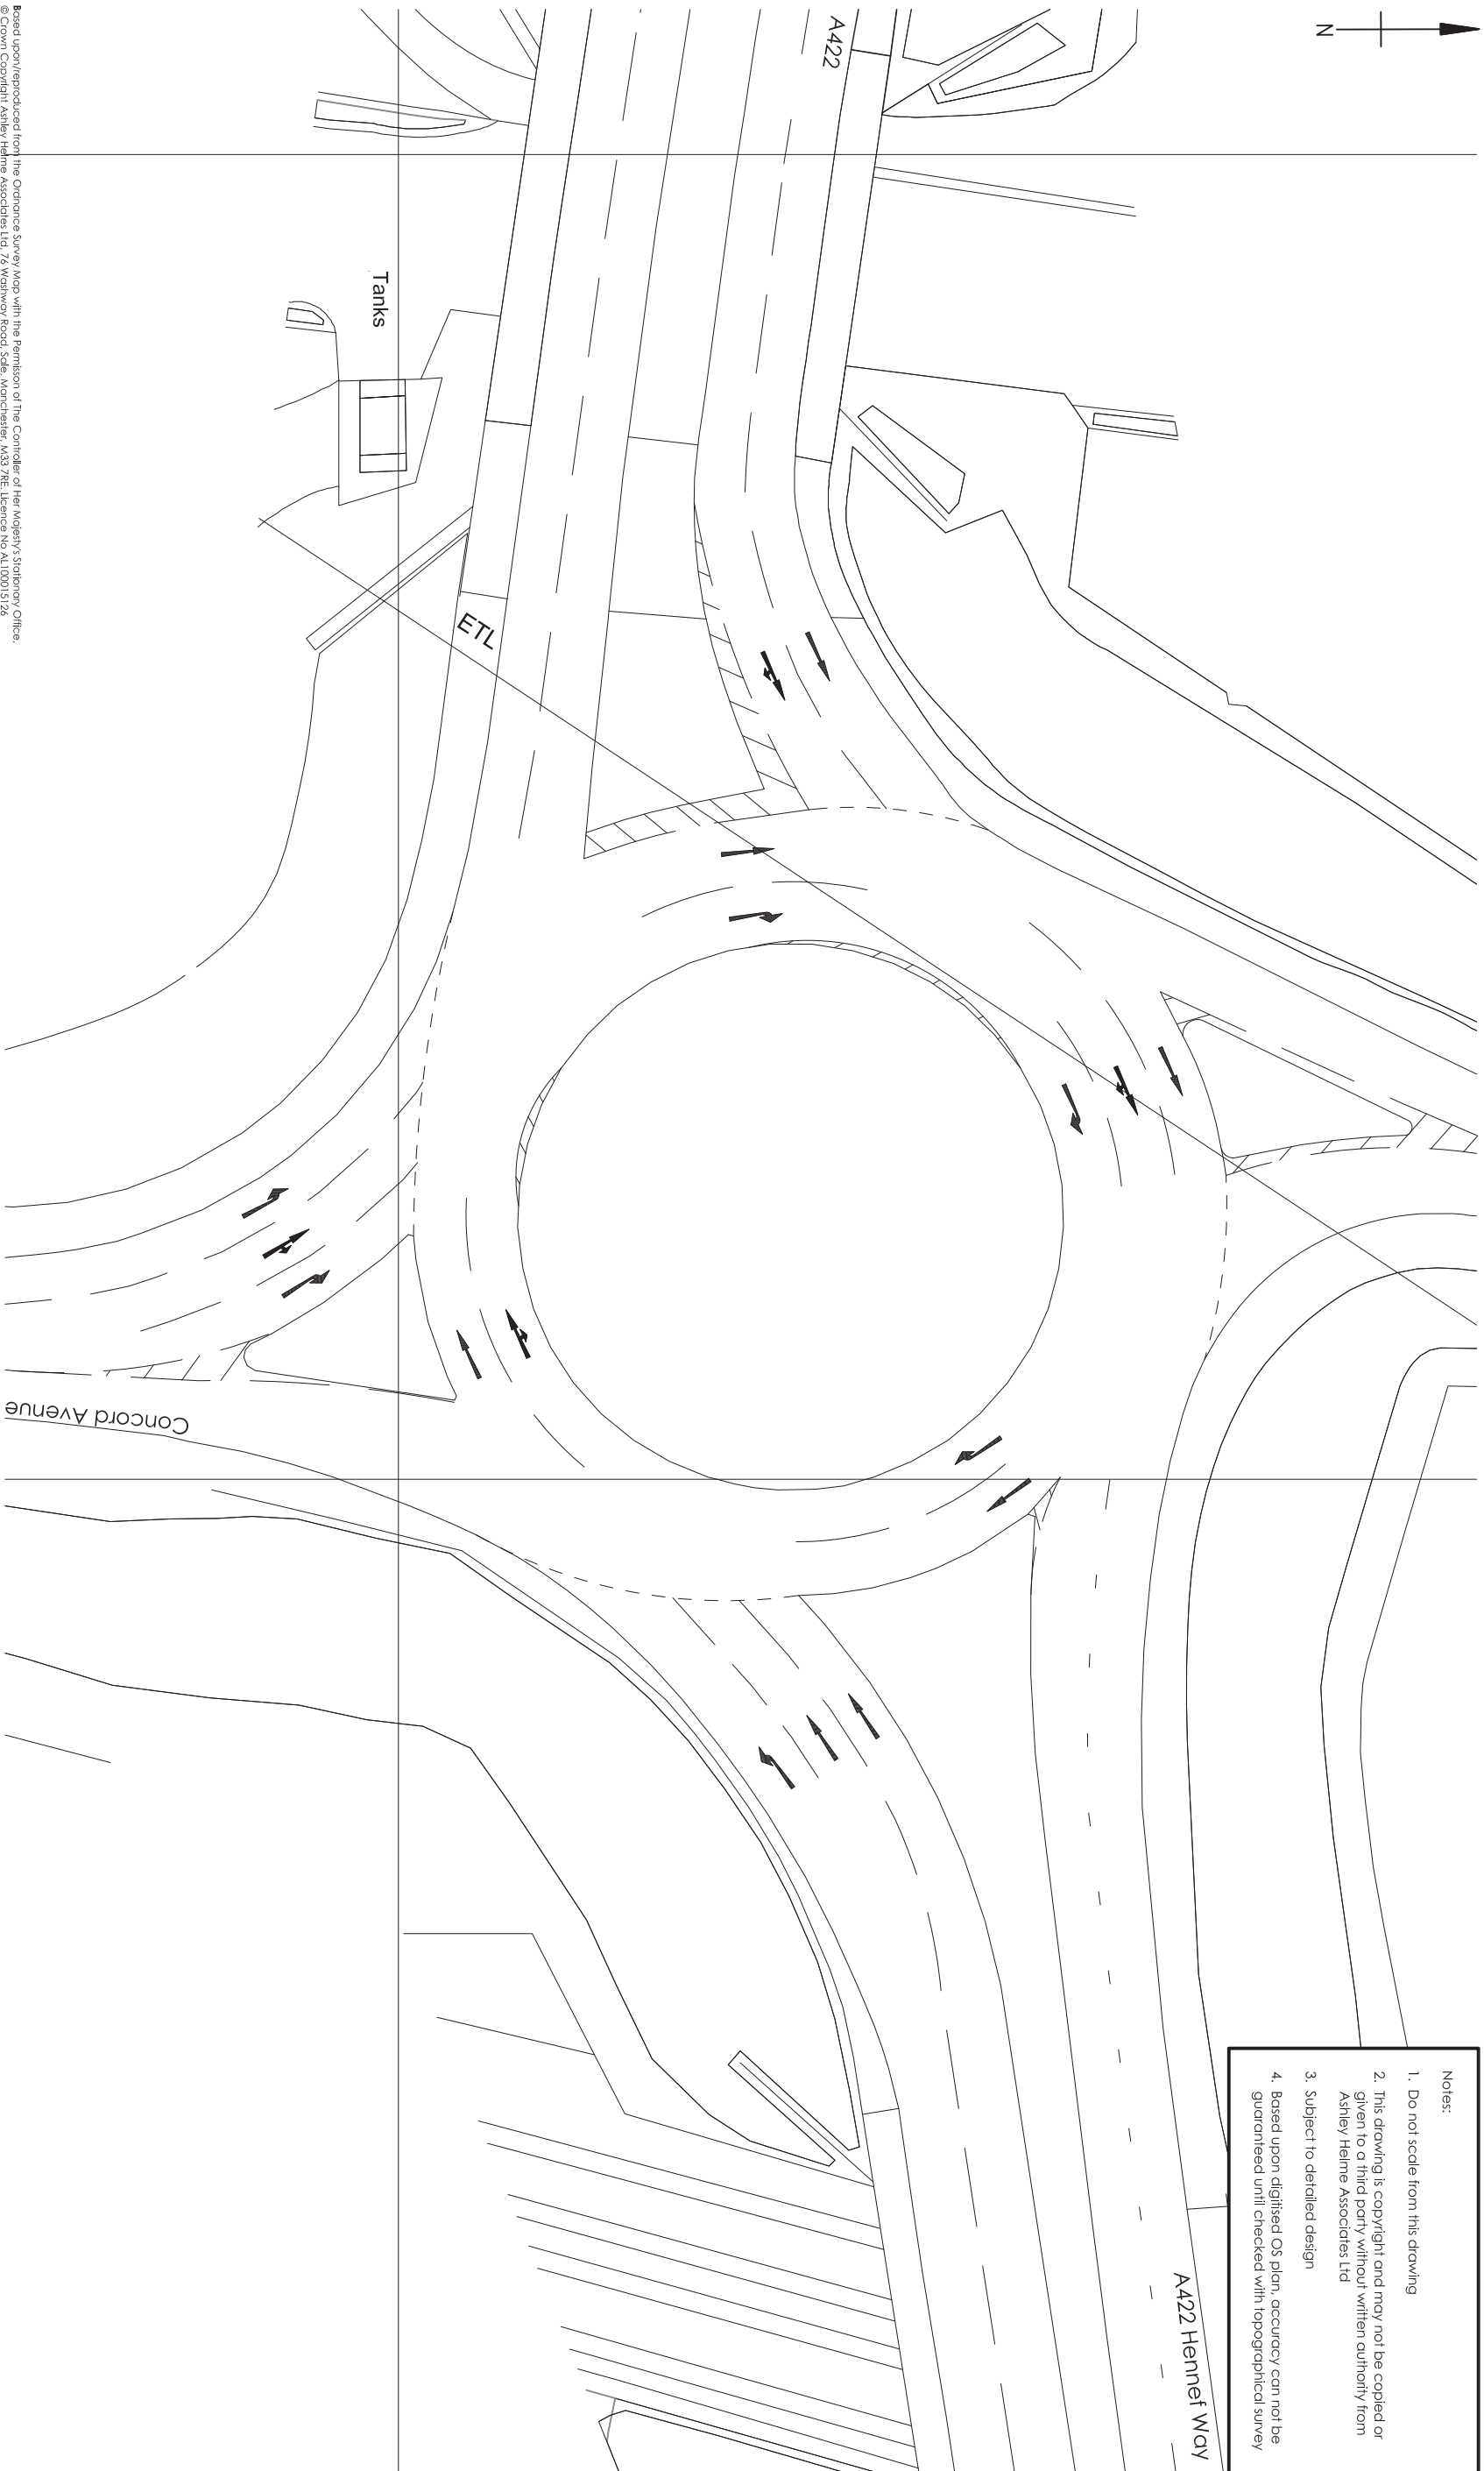 N
Notes:
1. Do not scale from this drawing
2. This drawing is copyright and may not be copied or
given to a third party without written authority from
Ashley Helme Associates Ltd
3. Subject to detailed design
4. Based upon digitised OS plan, accuracy can not be
guaranteed until checked with topographical survey
A422
A422 Hennef Way
Tanks
ETL
Concord Avenue
Based upon/reproduced from the Ordnance Survey Map with the Permisson of The Controller of Her Majesty's Stationary Office.
© Crown Copyright Ashley Helme Associates Ltd, 76 Washway Road, Sale, Manchester, M33 7RE. Licence No AL100015126